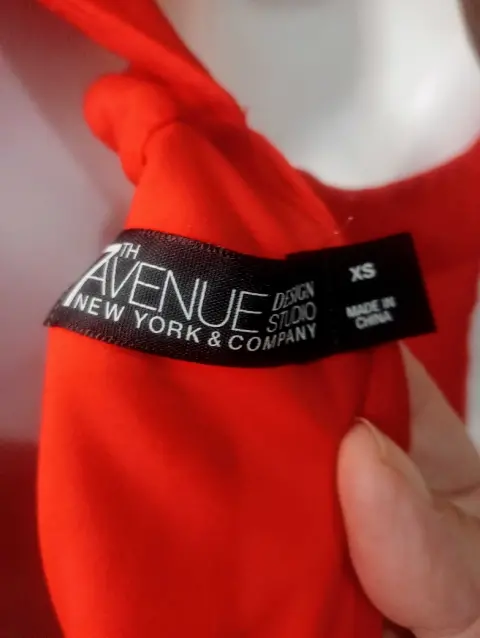 7TH
AVENUE
DESIGN
STUDIO
NEW YORK & COMPANY
XS
MADE IN
CHINA